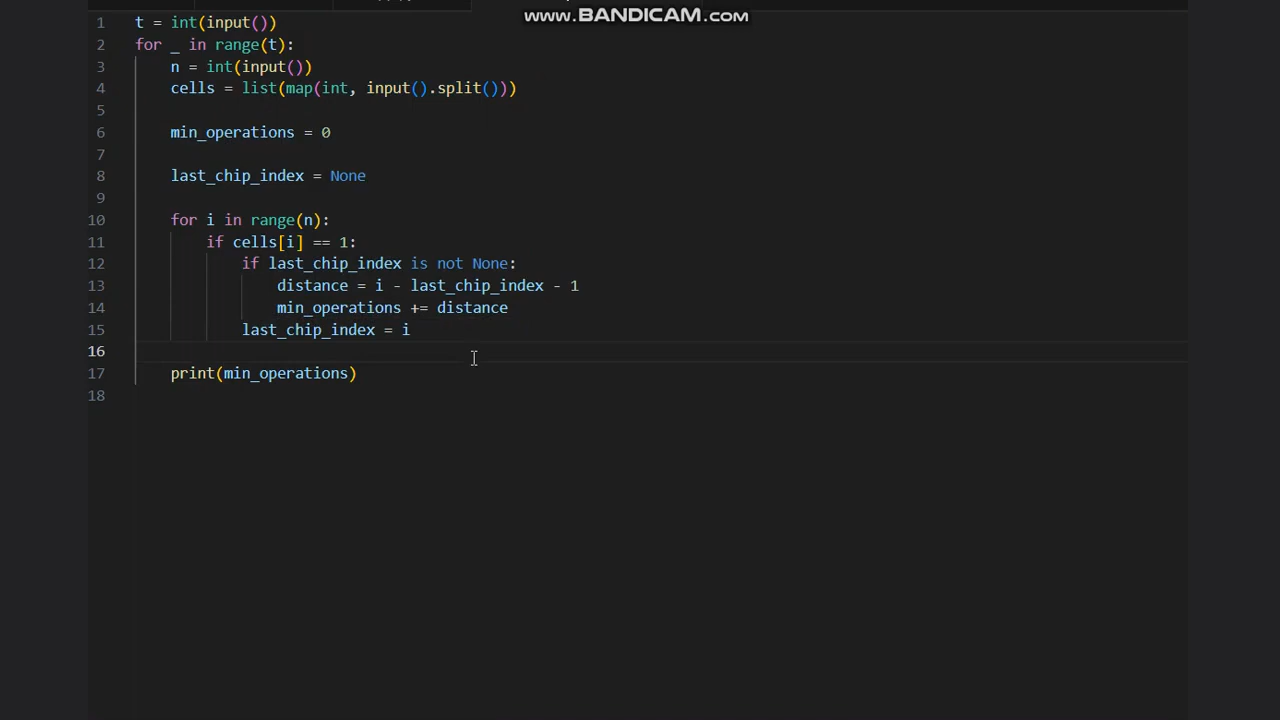 www.BANDICAM.com
1 t = int(input())
2 for _ in range(t):
3 n = int(input())
4 cells = list(map(int, input().split()))
5
6 min_operations = 0
7
8 last_chip_index = None
9
10 for i in range(n):
11 if cells[i] == 1:
12 if last_chip_index is not None:
13 distance = i - last_chip_index - 1
14 min_operations += distance
15 last_chip_index = i
16
17 print(min_operations)
18